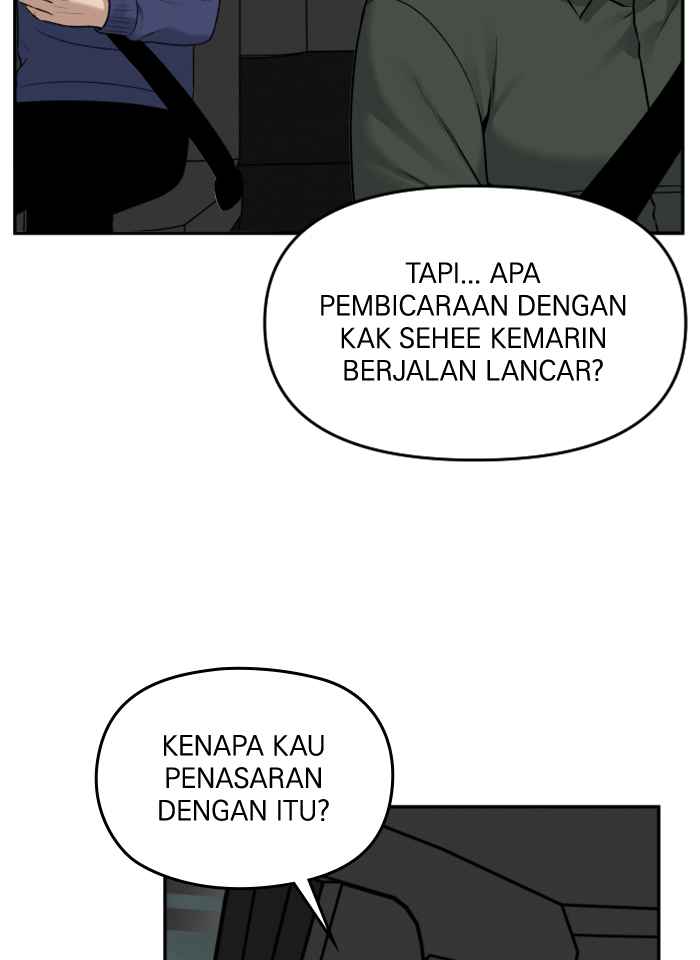 TAPI... APA
PEMBICARAAN DENGAN
KAK SEHEE KEMARIN
BERJALAN LANCAR?
KENAPA KAU
PENASARAN
DENGAN ITU?